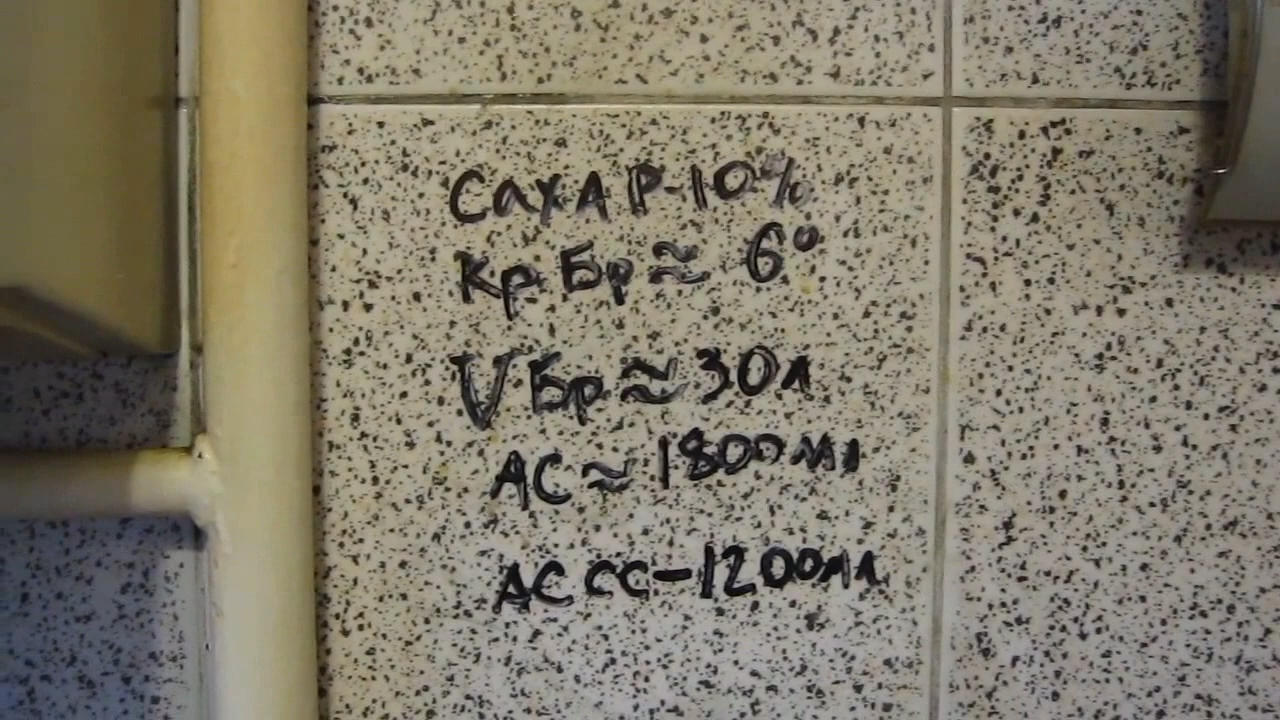 Сахар-10%
Кр Бр ≈ 6°
V Бр ≈ 30л
АС ≈ 1800мл
АС СС-1200мл